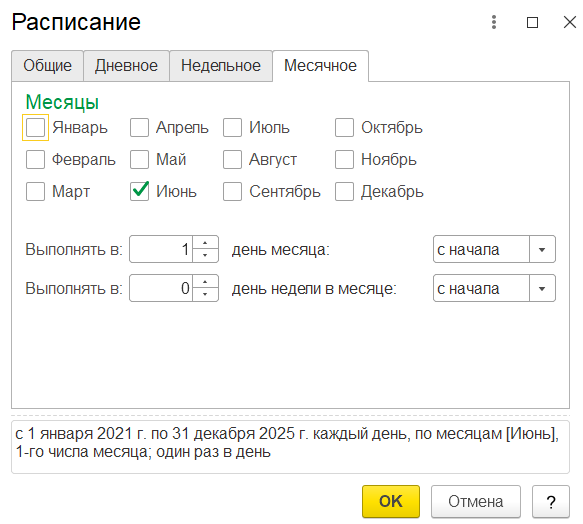 Расписание
Общие Дневное Недельное Месячное
Месяцы
Январь Апрель Июль Октябрь
Февраль Май Август Ноябрь
Март Июнь Сентябрь Декабрь
Выполнять в: 1 день месяца: с начала
Выполнять в: 0 день недели в месяце: с начала
с 1 января 2021 г. по 31 декабря 2025 г. каждый день, по месяцам [Июнь],
1-го числа месяца; один раз в день
OK Отмена ?